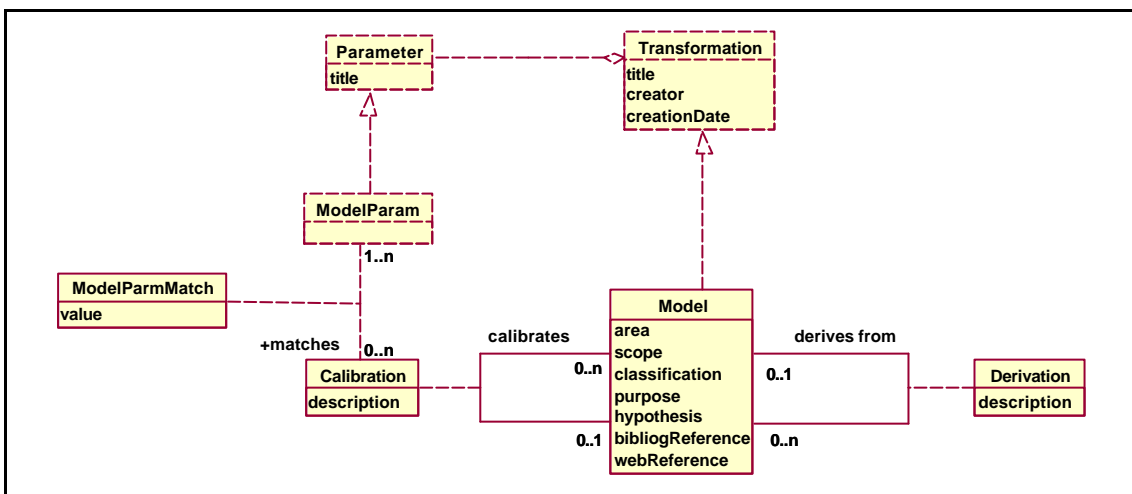 Parameter
title
Transformation
title
creator
creationDate
ModelParam
1..n
ModelParmMatch
value
+matches
0..n
Calibration
description
calibrates
0..n
0..1
Model
area
scope
classification
purpose
hypothesis
bibliogReference
webReference
derives from
0..1
0..n
Derivation
description